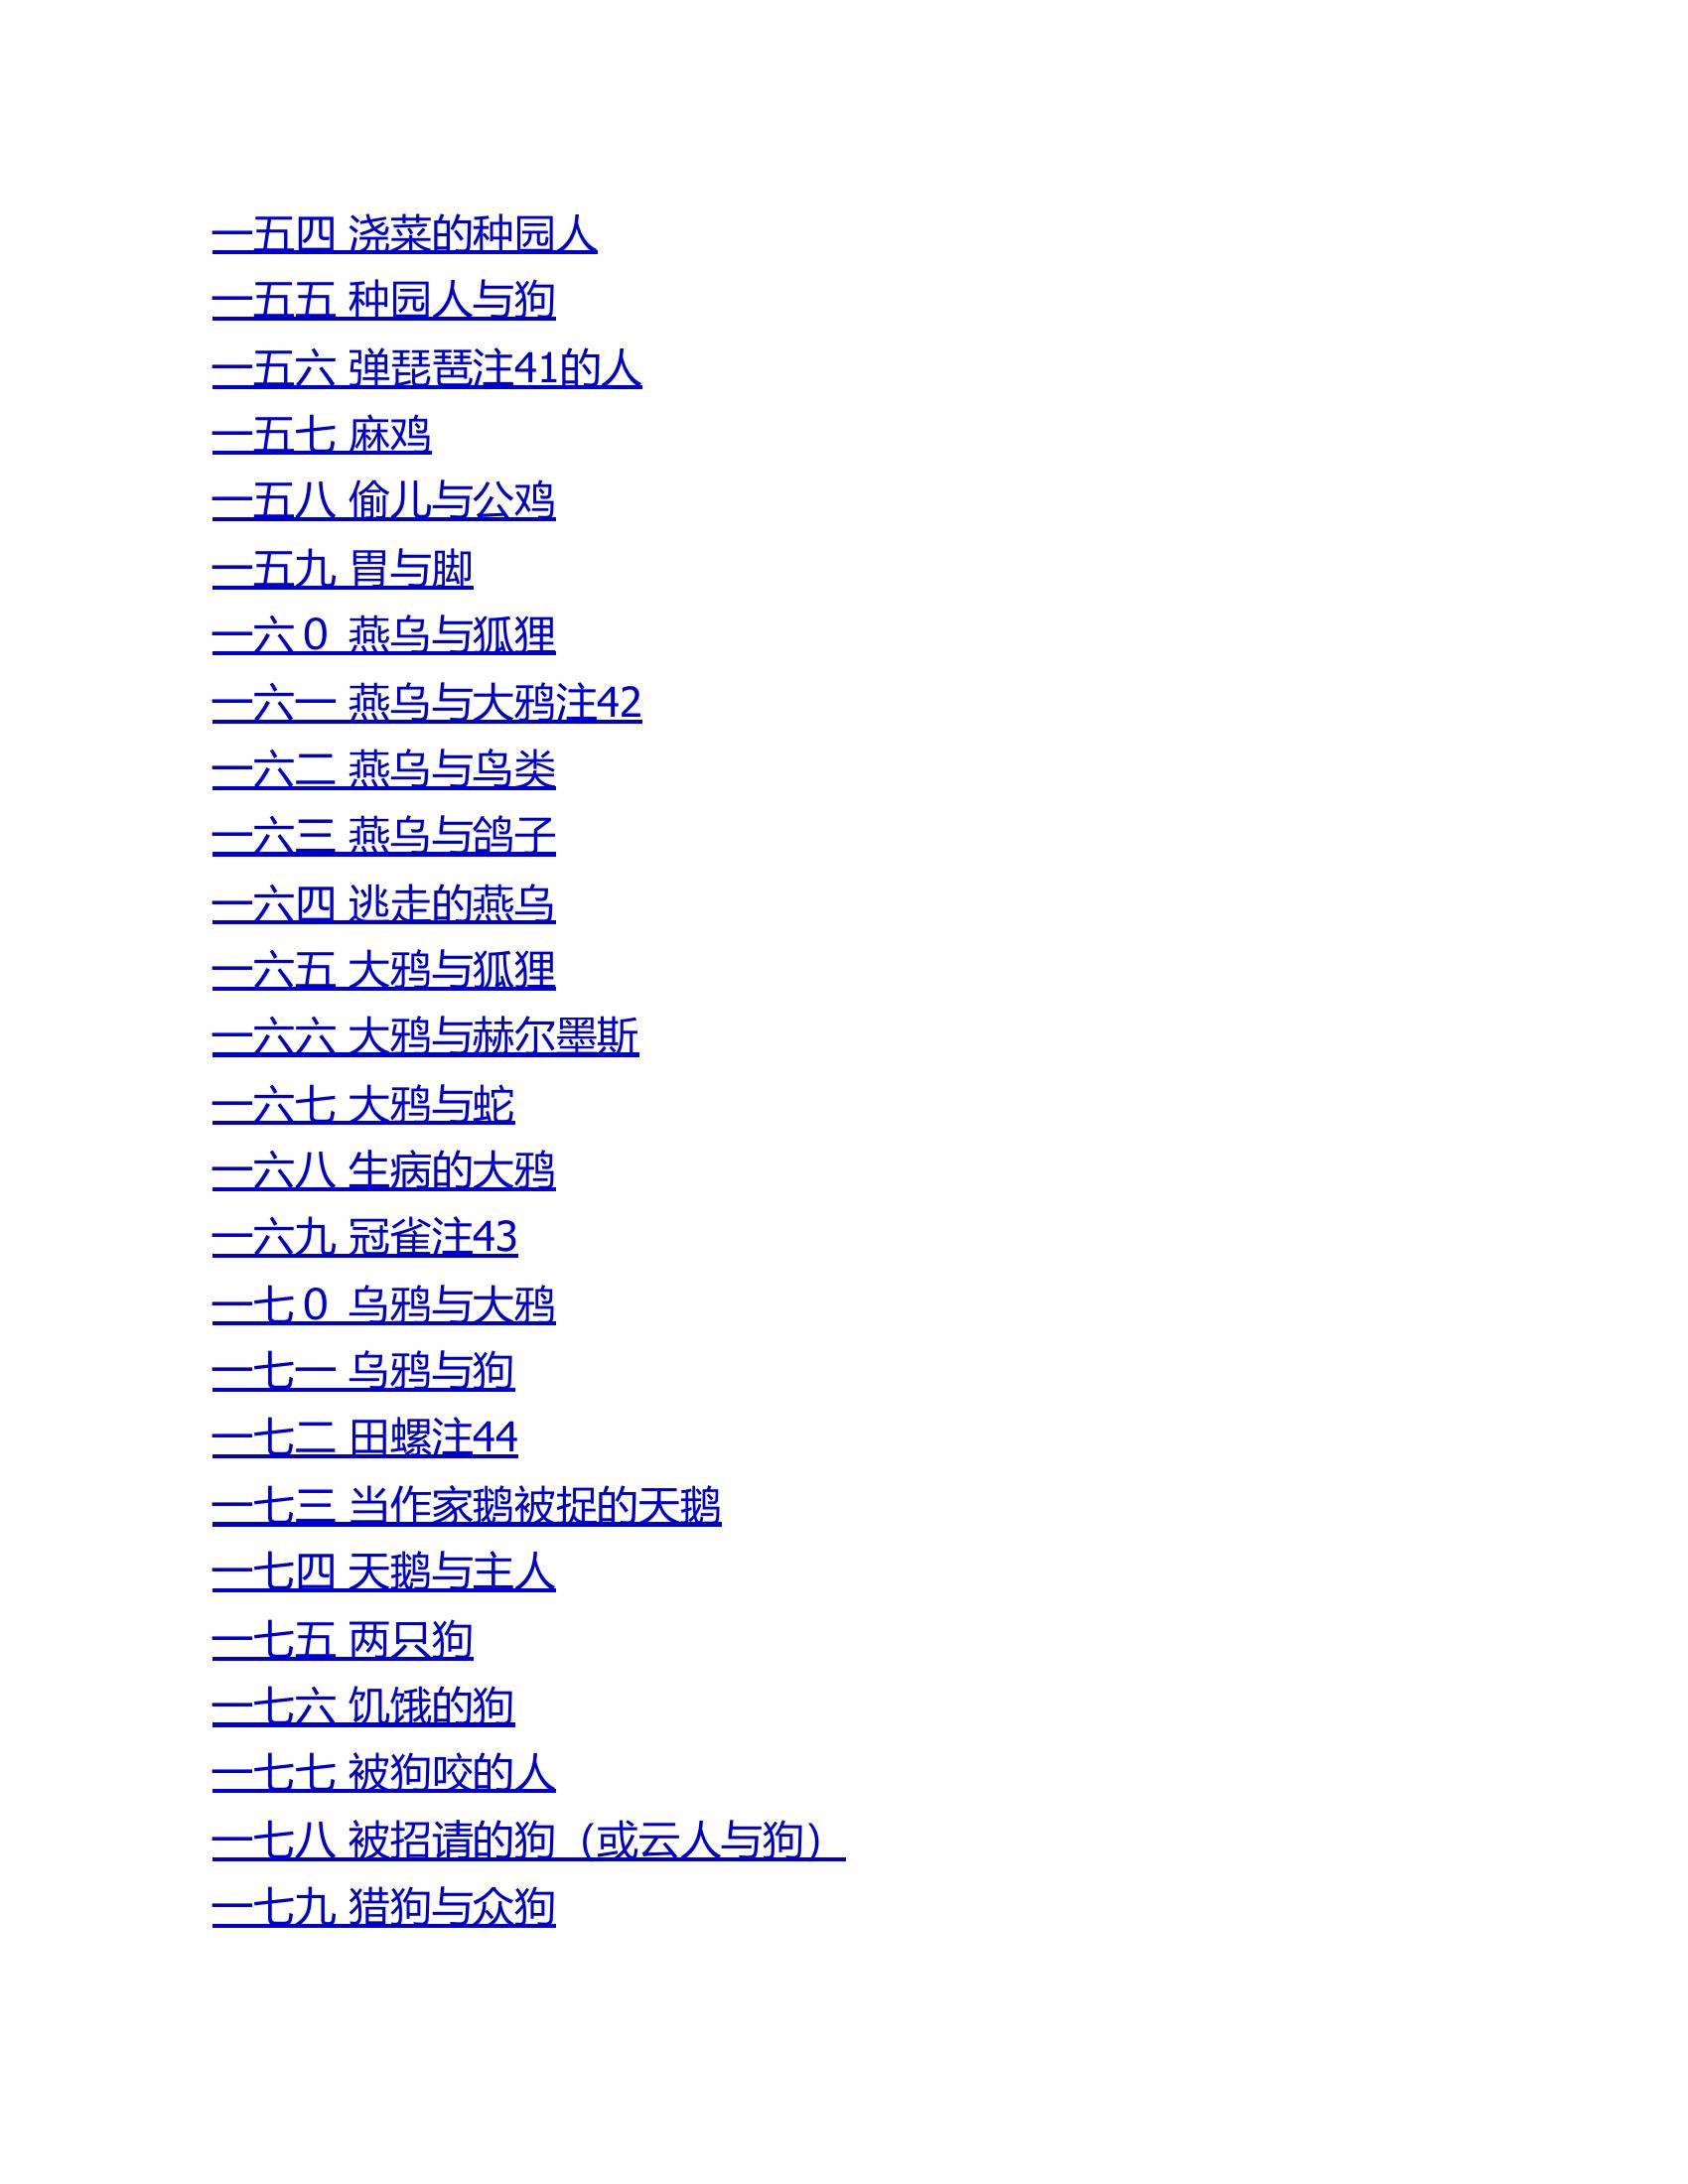 一五四 浇菜的种园人
一五五 种园人与狗
一五六 弹琵琶注41的人
一五七 麻鸡
一五八 偷儿与公鸡
一五九 胃与脚
一六０ 燕乌与狐狸
一六一 燕乌与大鸦注42
一六二 燕乌与鸟类
一六三 燕乌与鸽子
一六四 逃走的燕乌
一六五 大鸦与狐狸
一六六 大鸦与赫尔墨斯
一六七 大鸦与蛇
一六八 生病的大鸦
一六九 冠雀注43
一七０ 乌鸦与大鸦
一七一 乌鸦与狗
一七二 田螺注44
一七三 当作家鹅被捉的天鹅
一七四 天鹅与主人
一七五 两只狗
一七六 饥饿的狗
一七七 被狗咬的人
一七八 被招请的狗（或云人与狗）
一七九 猎狗与众狗